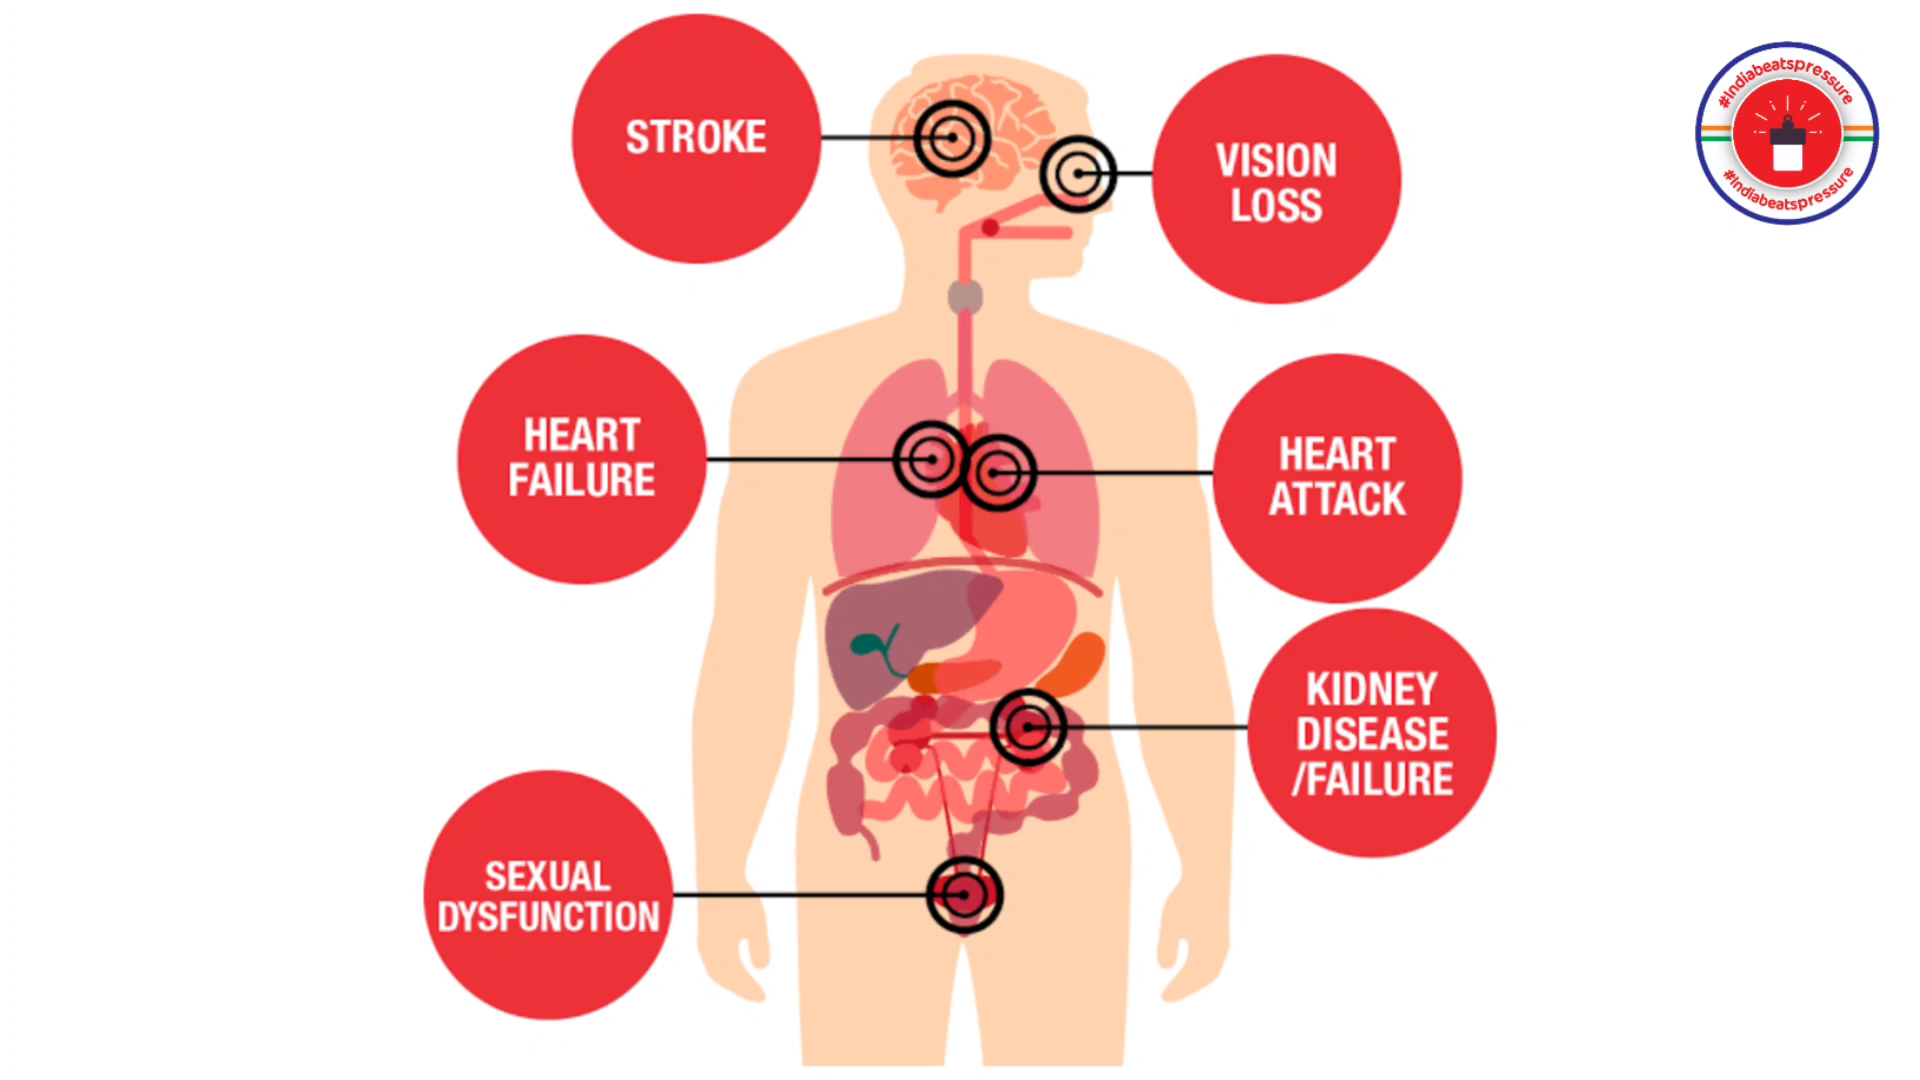 STROKE
VISION
LOSS
#Indiabeatspressure
#Indiabeatspressure
HEART
FAILURE
HEART
ATTACK
KIDNEY
DISEASE
/FAILURE
SEXUAL
DYSFUNCTION